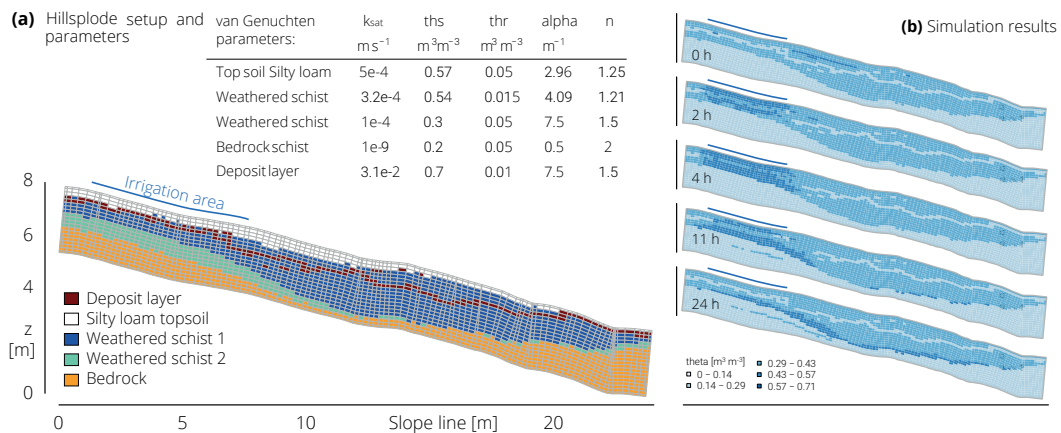 (a) Hillsplode setup and parameters
van Genuchten parameters: ksat ths thr alpha n
m s⁻¹ m³m⁻³ m³ m⁻³ m⁻¹
Top soil Silty loam 5e-4 0.57 0.05 2.96 1.25
Weathered schist 3.2e-4 0.54 0.015 4.09 1.21
Weathered schist 1e-4 0.3 0.05 7.5 1.5
Bedrock schist 1e-9 0.2 0.05 0.5 2
Deposit layer 3.1e-2 0.7 0.01 7.5 1.5
Irrigation area
8
6
4
z
[m]
2
0
Deposit layer
Silty loam topsoil
Weathered schist 1
Weathered schist 2
Bedrock
0 5 10 Slope line [m] 20
(b) Simulation results
0 h
2 h
4 h
11 h
24 h
theta [m³ m⁻³]
0 – 0.14
0.14 – 0.29
0.29 – 0.43
0.43 – 0.57
0.57 – 0.71